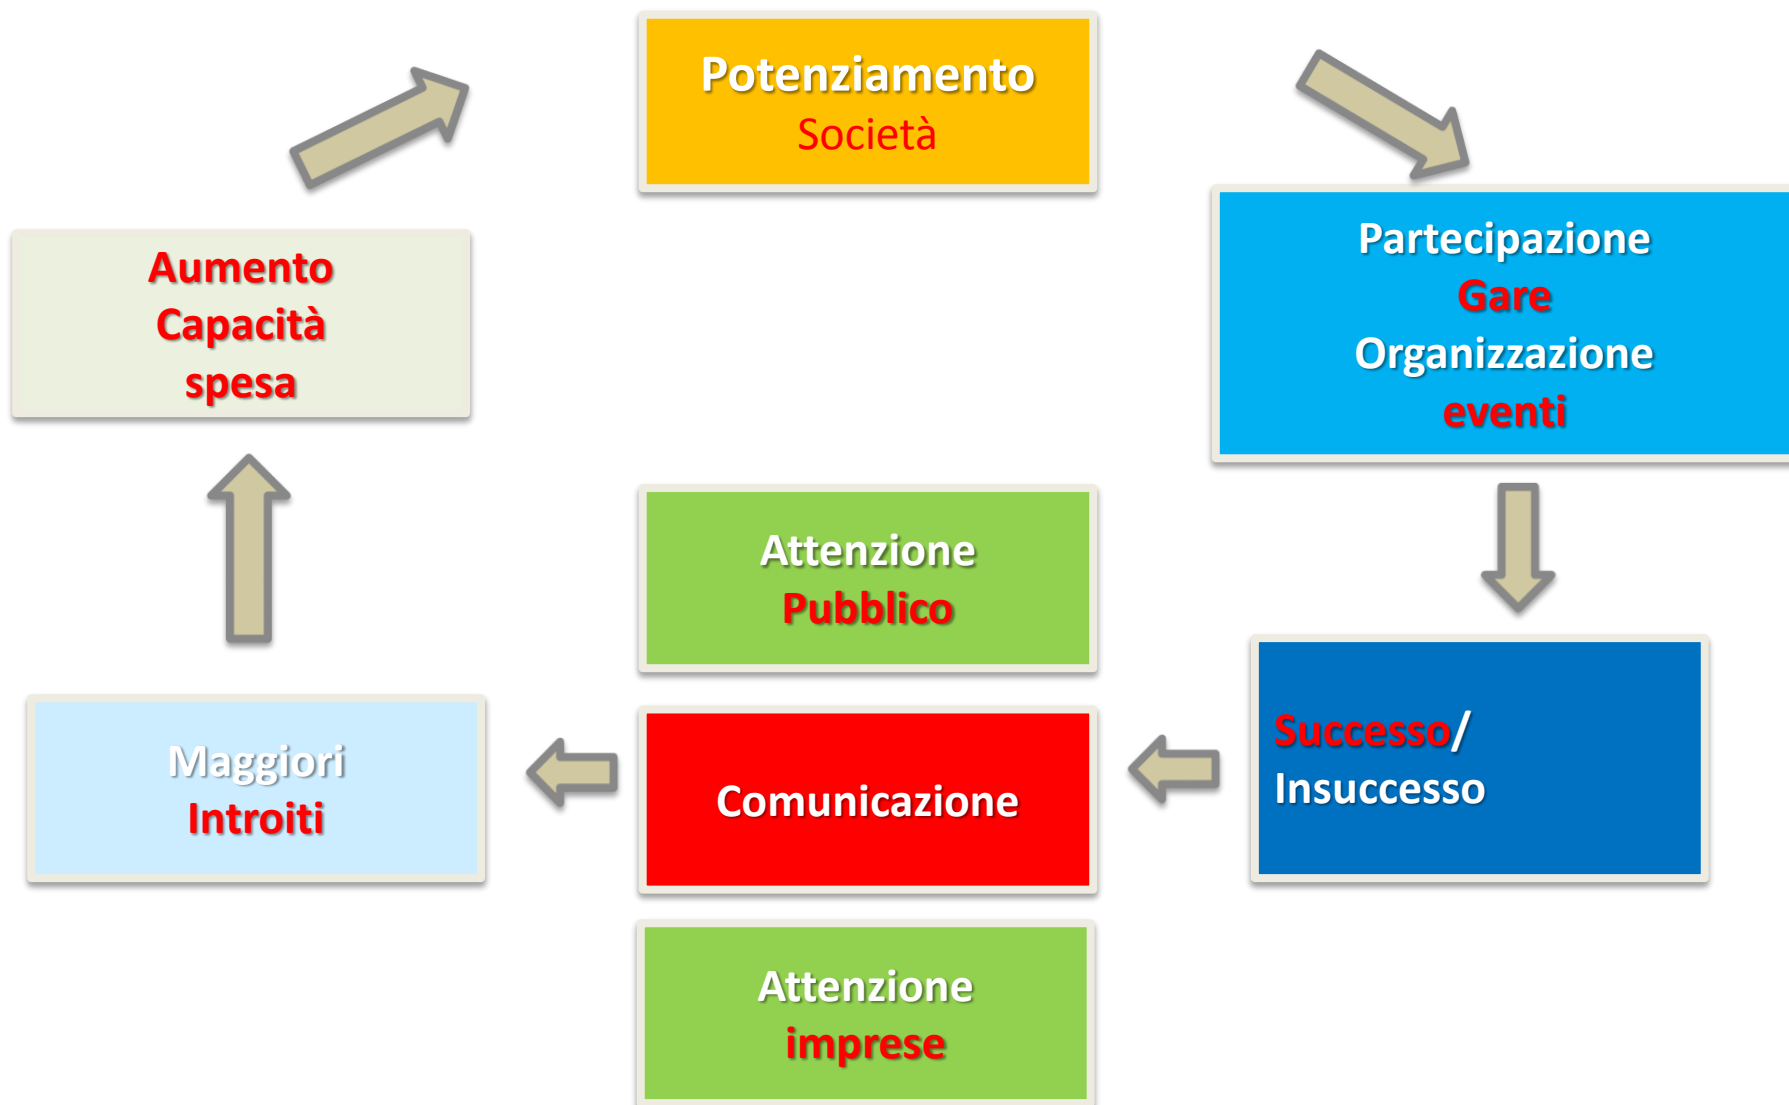 Potenziamento
Società
Partecipazione
Gare
Organizzazione
eventi
Aumento
Capacità
spesa
Attenzione
Pubblico
Successo/
Insuccesso
Comunicazione
Maggiori
Introiti
Attenzione
imprese